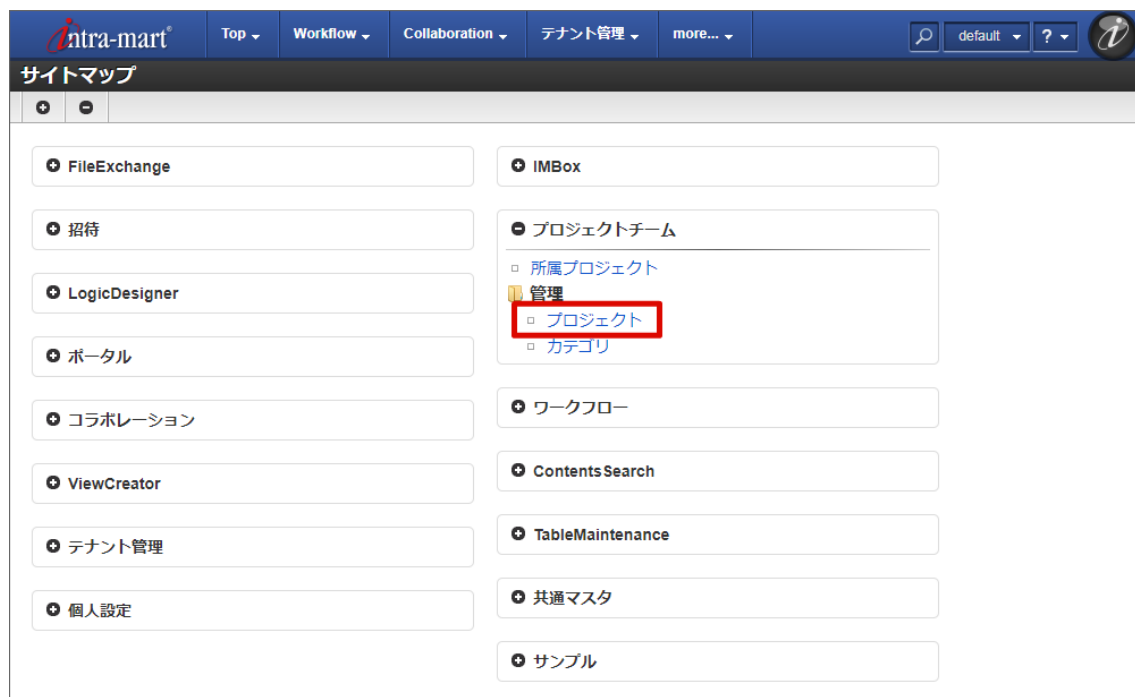 intra-mart® Top Workflow Collaboration テナント管理 more... default ?
サイトマップ
FileExchange
招待
LogicDesigner
ポータル
コラボレーション
ViewCreator
テナント管理
個人設定
IMBox
プロジェクトチーム
所属プロジェクト
管理
プロジェクト
カテゴリ
ワークフロー
ContentsSearch
TableMaintenance
共通マスタ
サンプル